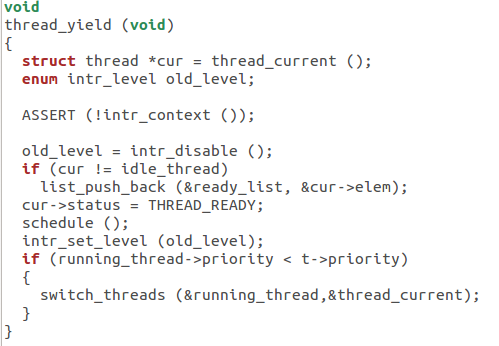 void
thread_yield (void)
{
  struct thread *cur = thread_current ();
  enum intr_level old_level;

  ASSERT (!intr_context ());

  old_level = intr_disable ();
  if (cur != idle_thread)
    list_push_back (&ready_list, &cur->elem);
  cur->status = THREAD_READY;
  schedule ();
  intr_set_level (old_level);
  if (running_thread->priority < t->priority)
  {
    switch_threads (&running_thread,&thread_current);
  }
}